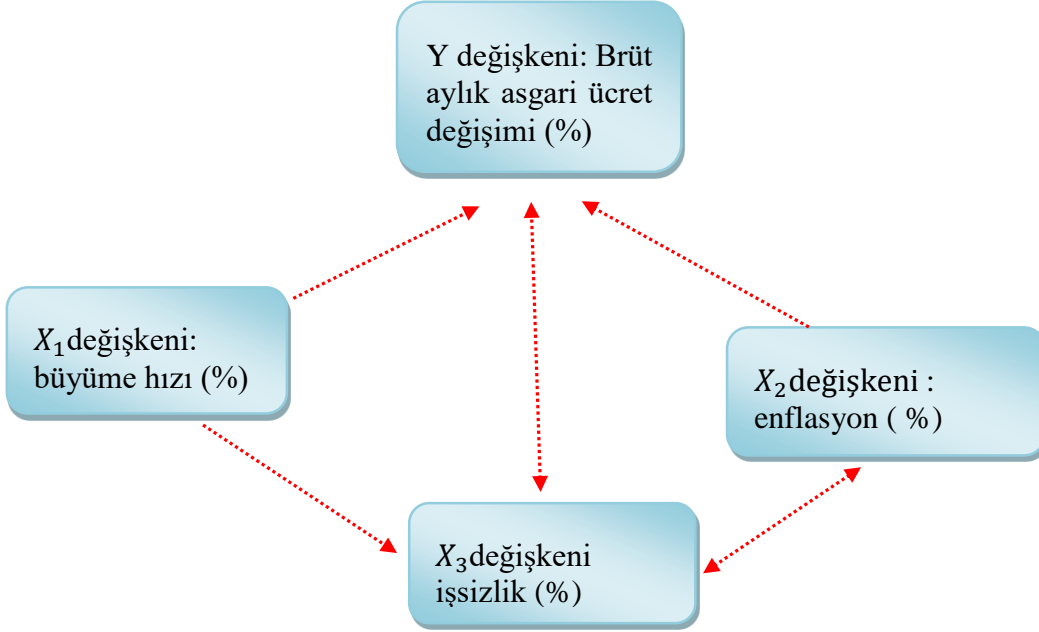 Y değişkeni: Brüt
aylık asgari ücret
değişimi (%)
𝑋₁değişkeni:
büyüme hızı (%)
𝑋₂değişkeni :
enflasyon ( %)
𝑋₃değişkeni
işsizlik (%)